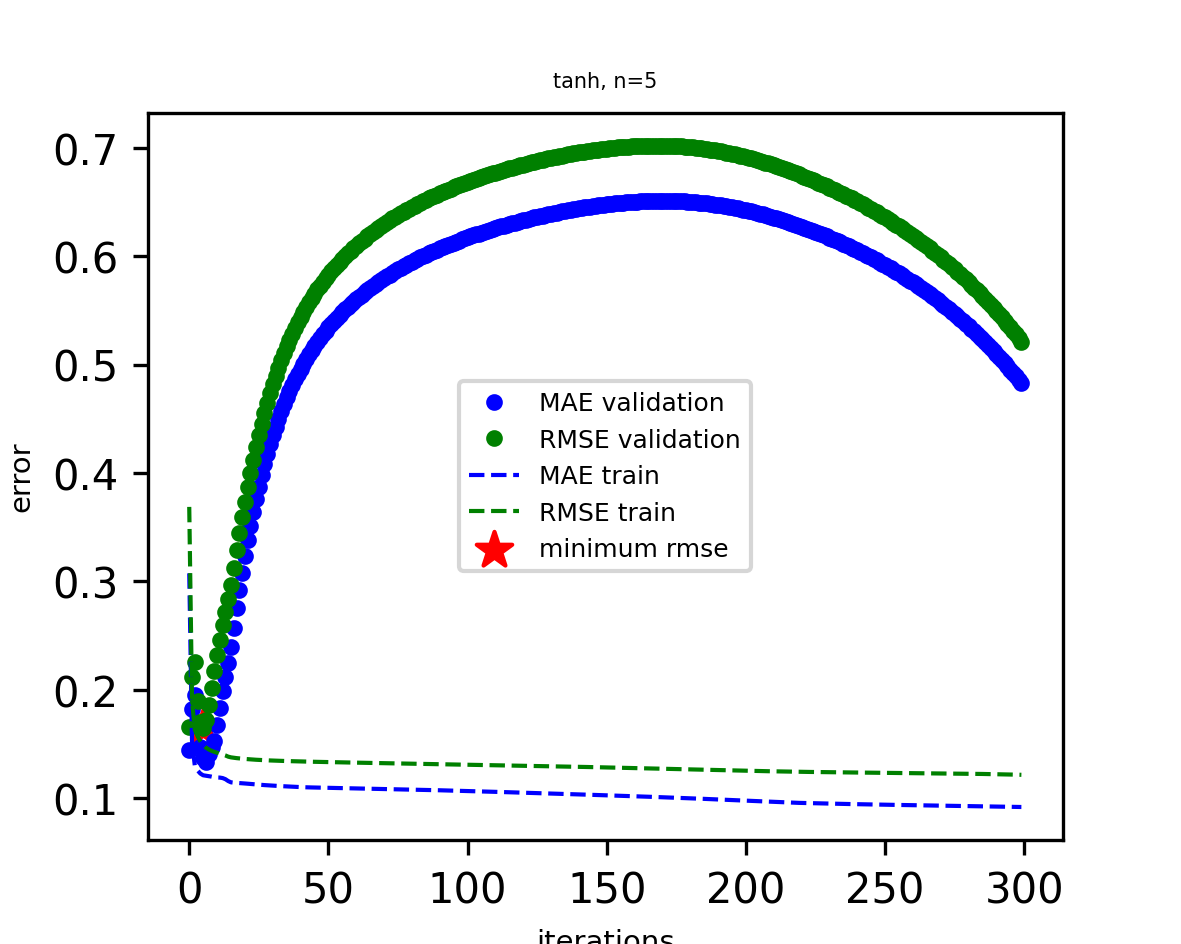 tanh, n=5
0.7
0.6
0.5
0.4
0.3
0.2
0.1
error
MAE validation
RMSE validation
MAE train
RMSE train
minimum rmse
0 50 100 150 200 250 300
iterations